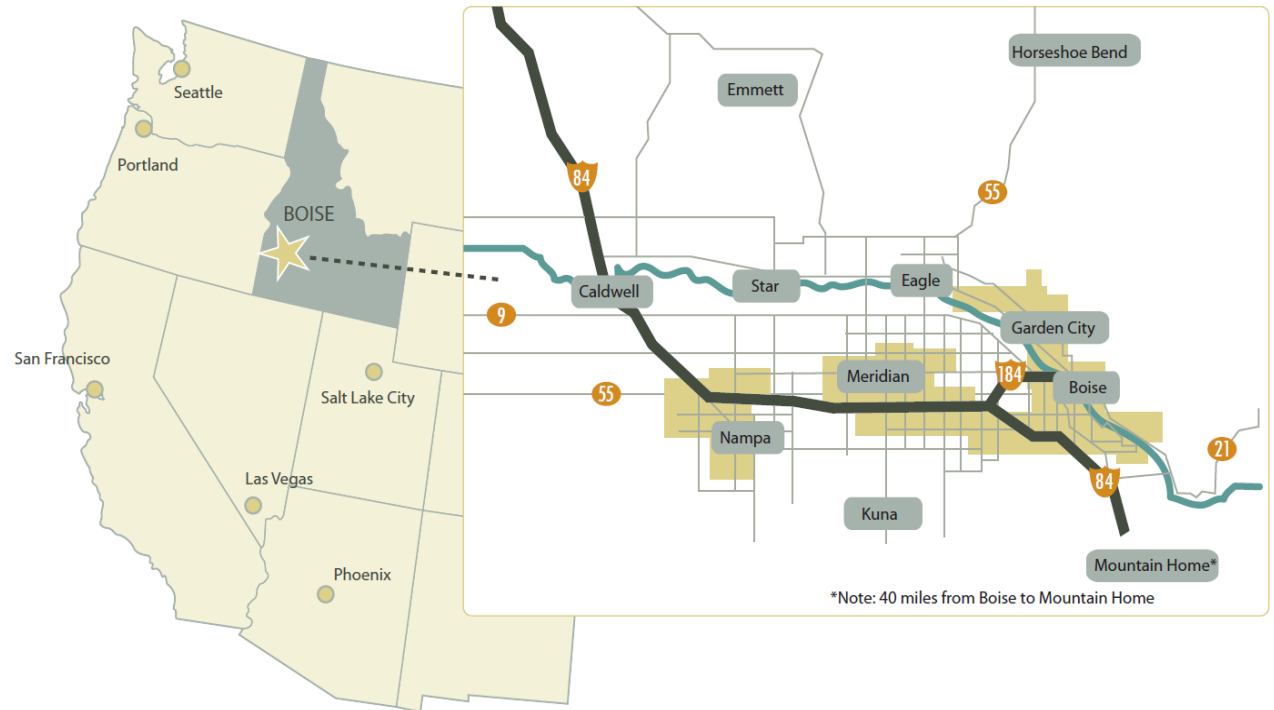 Seattle
Portland
BOISE
San Francisco
Salt Lake City
Las Vegas
Phoenix
Horseshoe Bend
Emmett
84
55
Caldwell
Star
Eagle
9
Garden City
Meridian
184
Boise
55
Nampa
21
84
Kuna
Mountain Home*
*Note: 40 miles from Boise to Mountain Home